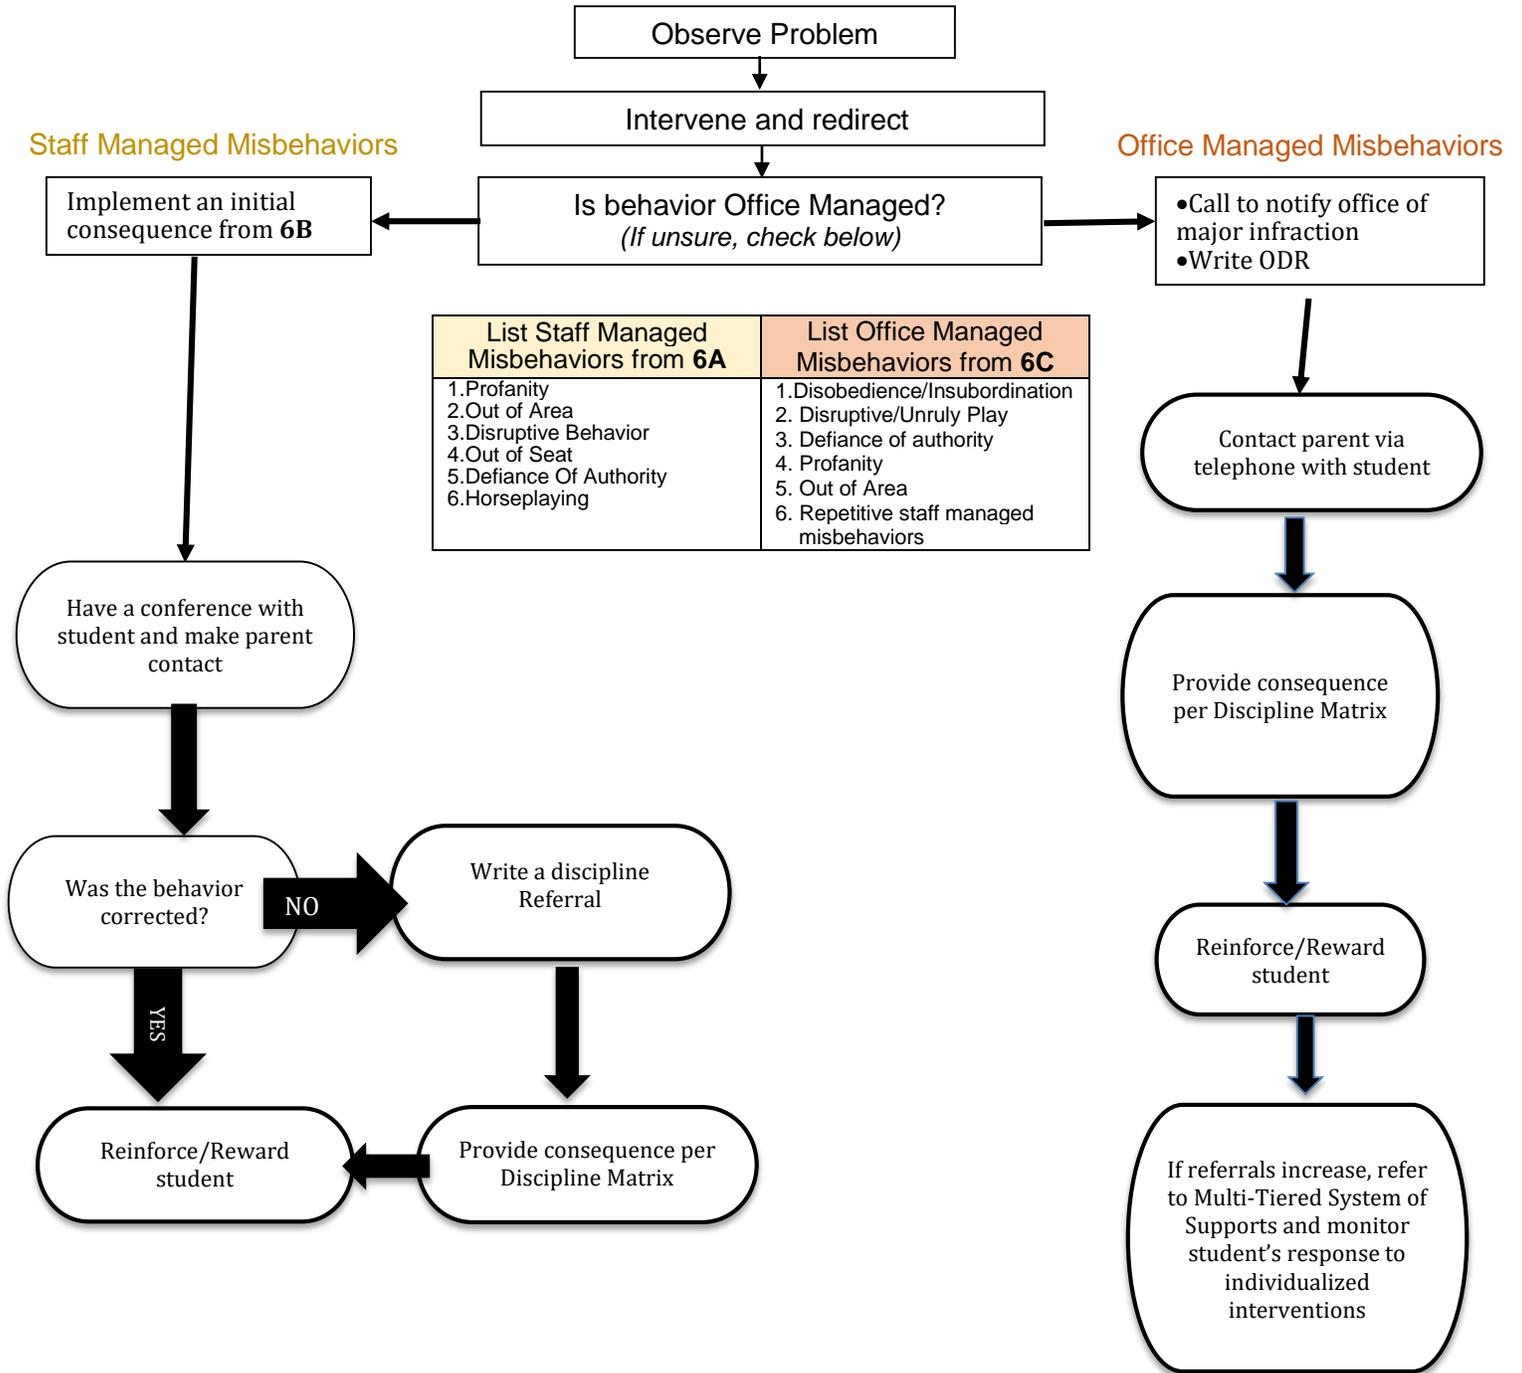 Observe Problem
Intervene and redirect
Staff Managed Misbehaviors
Office Managed Misbehaviors
Implement an initial
consequence from 6B
Is behavior Office Managed?
(If unsure, check below)
•Call to notify office of
major infraction
•Write ODR
List Staff Managed
Misbehaviors from 6A
1.Profanity
2.Out of Area
3.Disruptive Behavior
4.Out of Seat
5.Defiance Of Authority
6.Horseplaying
List Office Managed
Misbehaviors from 6C
1.Disobedience/Insubordination
2. Disruptive/Unruly Play
3. Defiance of authority
4. Profanity
5. Out of Area
6. Repetitive staff managed
misbehaviors
Contact parent via
telephone with student
Have a conference with
student and make parent
contact
Provide consequence
per Discipline Matrix
Was the behavior
corrected?
NO
Write a discipline
Referral
YES
Reinforce/Reward
student
Reinforce/Reward
student
Provide consequence per
Discipline Matrix
If referrals increase, refer
to Multi-Tiered System of
Supports and monitor
student’s response to
individualized
interventions